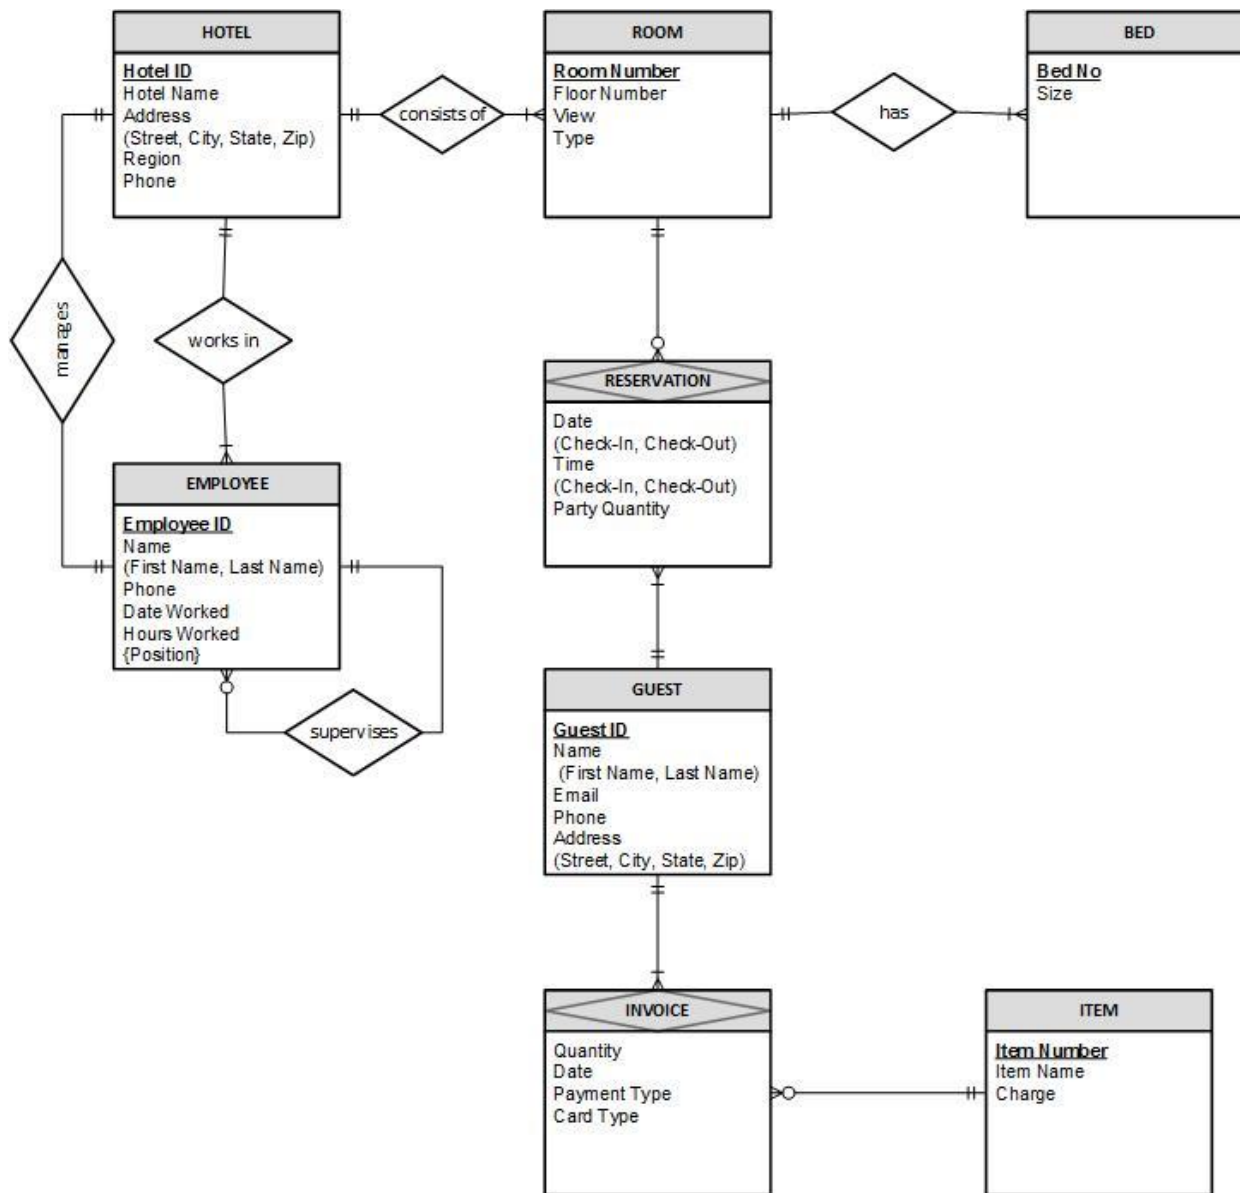 HOTEL
Hotel ID
Hotel Name
Address
(Street, City, State, Zip)
Region
Phone
consists of
ROOM
Room Number
Floor Number
View
Type
has
BED
Bed No
Size
manages
works in
EMPLOYEE
Employee ID
Name
(First Name, Last Name)
Phone
Date Worked
Hours Worked
{Position}
supervises
RESERVATION
Date
(Check-In, Check-Out)
Time
(Check-In, Check-Out)
Party Quantity
GUEST
Guest ID
Name
(First Name, Last Name)
Email
Phone
Address
(Street, City, State, Zip)
INVOICE
Quantity
Date
Payment Type
Card Type
ITEM
Item Number
Item Name
Charge